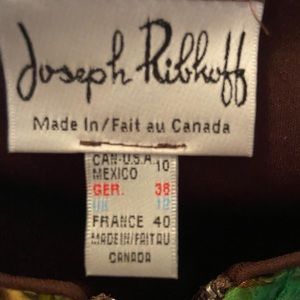 Joseph Ribkoff
Made In/Fait au Canada
CAN-U.S.A. 10
MEXICO
GER. 38
UK 12
FRANCE 40
MADE IN/FAIT AU
CANADA